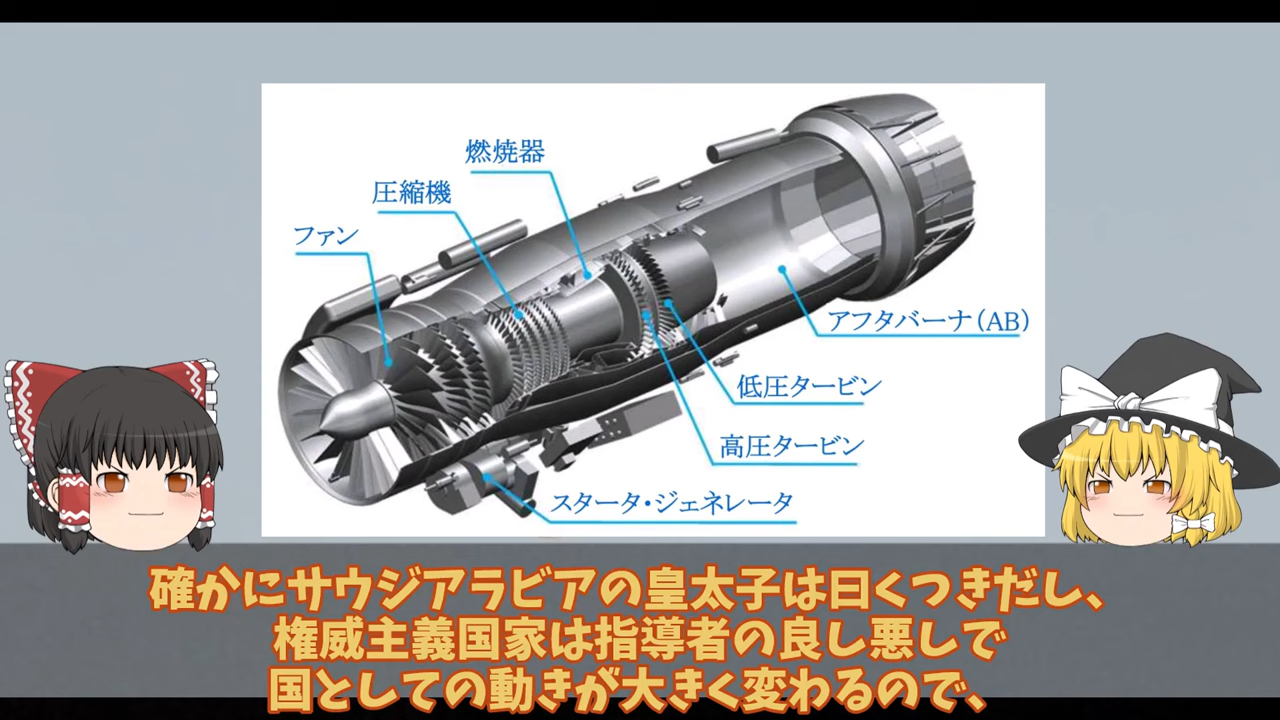 燃焼器
圧縮機
ファン
アフタバーナ(AB)
低圧タービン
高圧タービン
スタータ・ジェネレータ
確かにサウジアラビアの皇太子は曰くつきだし、
権威主義国家は指導者の良し悪しで
国としての動きが大きく変わるので、